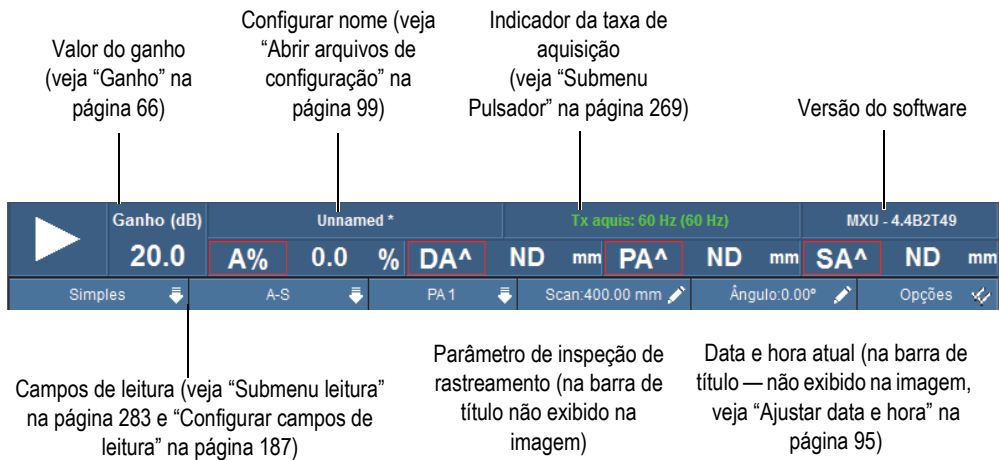 Valor do ganho
(veja “Ganho” na
página 66)
Configurar nome (veja
“Abrir arquivos de
configuração” na
página 99)
Indicador da taxa de
aquisição
(veja “Submenu
Pulsador” na página 269)
Versão do software
Ganho (dB)
20.0
Unnamed *
Tx aquis: 60 Hz (60 Hz)
MXU - 4.4B2T49
A% 0.0 % DA^ ND mm PA^ ND mm SA^ ND mm
Simples A-S PA 1 Scan:400.00 mm Ângulo:0.00° Opções
Campos de leitura (veja “Submenu leitura”
na página 283 e “Configurar campos de
leitura” na página 187)
Parâmetro de inspeção de
rastreamento (na barra de
título não exibido na
imagem)
Data e hora atual (na barra de
título — não exibido na imagem,
veja “Ajustar data e hora” na
página 95)